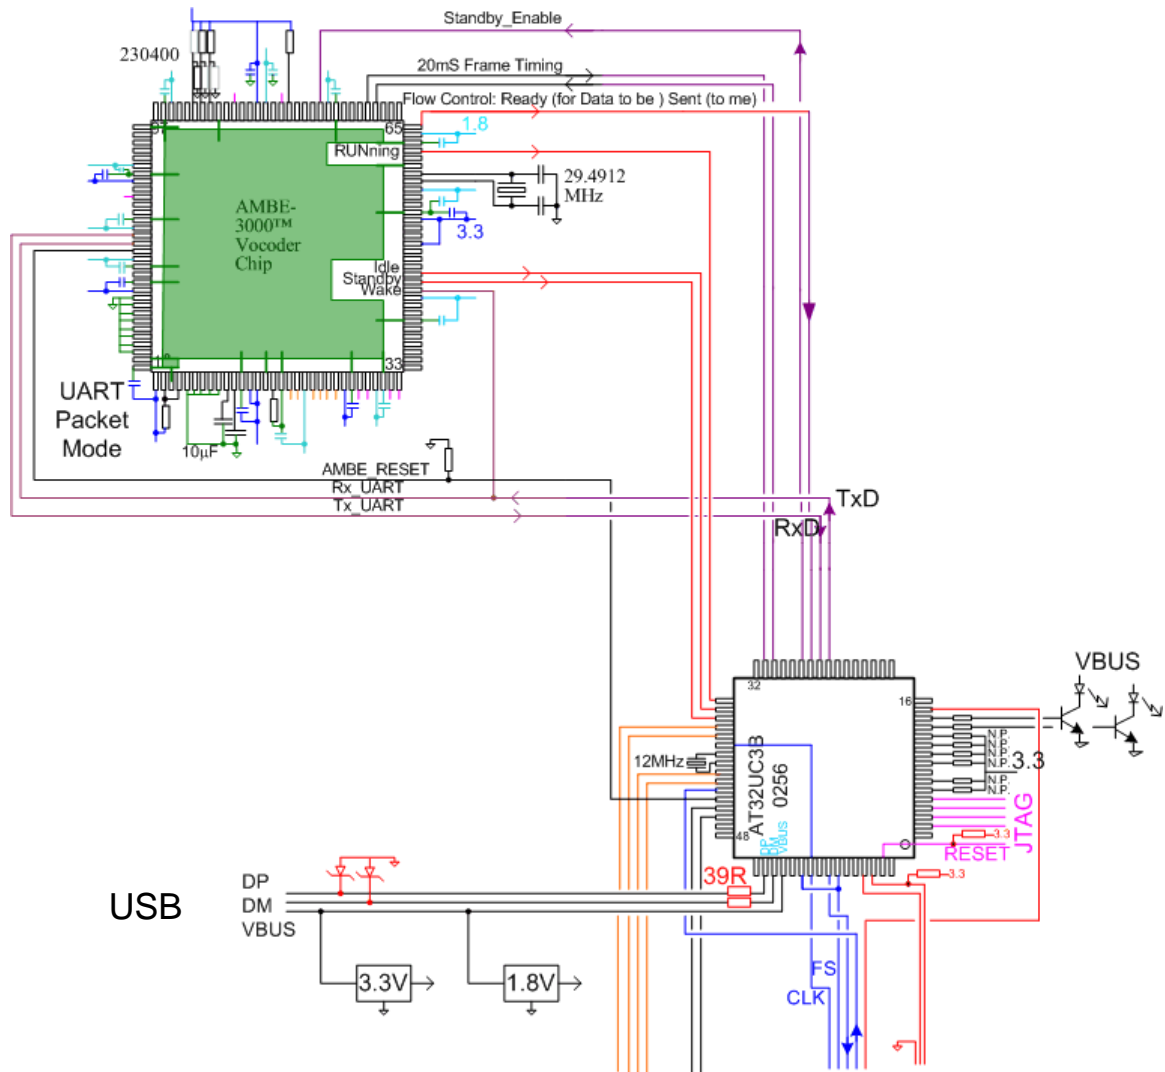 Standby_Enable
230400
20mS Frame Timing
Flow Control: Ready (for Data to be ) Sent (to me)
97
65
1.8
RUNning
29.4912
MHz
AMBE-
3000™
Vocoder
Chip
3.3
Idle
Standby
Wake
1
33
UART
Packet
Mode
10µF
AMBE_RESET
Rx_UART
Tx_UART
TxD
RxD
VBUS
32
16
N.P.
N.P.
N.P.
N.P.
3.3
N.P.
N.P.
12MHz
AT32UC3B
0256
JTAG
48
DP
DM
VBUS
3.3
RESET
39R
3.3
USB
DP
DM
VBUS
FS
3.3V
1.8V
CLK